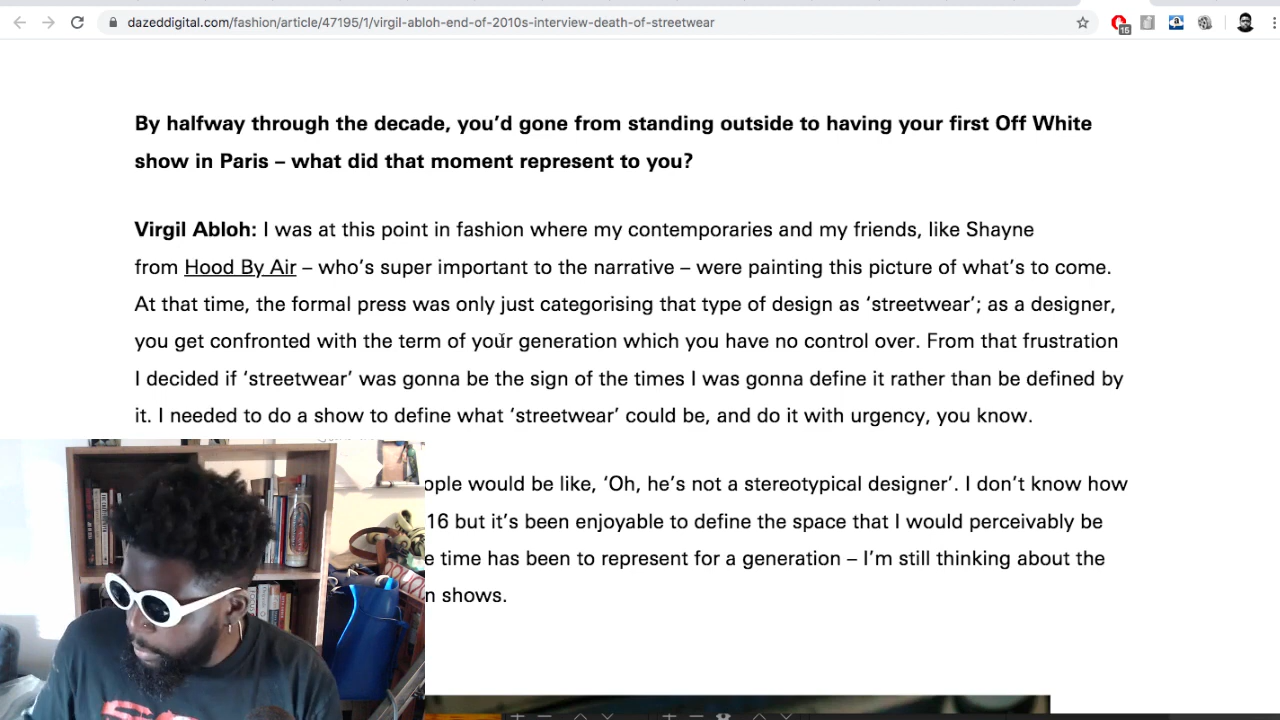 dazeddigital.com/fashion/article/47195/1/virgil-abloh-end-of-2010s-interview-death-of-streetwear
15
By halfway through the decade, you’d gone from standing outside to having your first Off White
show in Paris – what did that moment represent to you?
Virgil Abloh: I was at this point in fashion where my contemporaries and my friends, like Shayne
from Hood By Air – who’s super important to the narrative – were painting this picture of what’s to come.
At that time, the formal press was only just categorising that type of design as ‘streetwear’; as a designer,
you get confronted with the term of your generation which you have no control over. From that frustration
I decided if ‘streetwear’ was gonna be the sign of the times I was gonna define it rather than be defined by
it. I needed to do a show to define what ‘streetwear’ could be, and do it with urgency, you know.
ople would be like, ‘Oh, he’s not a stereotypical designer’. I don’t know how
16 but it’s been enjoyable to define the space that I would perceivably be
e time has been to represent for a generation – I’m still thinking about the
n shows.